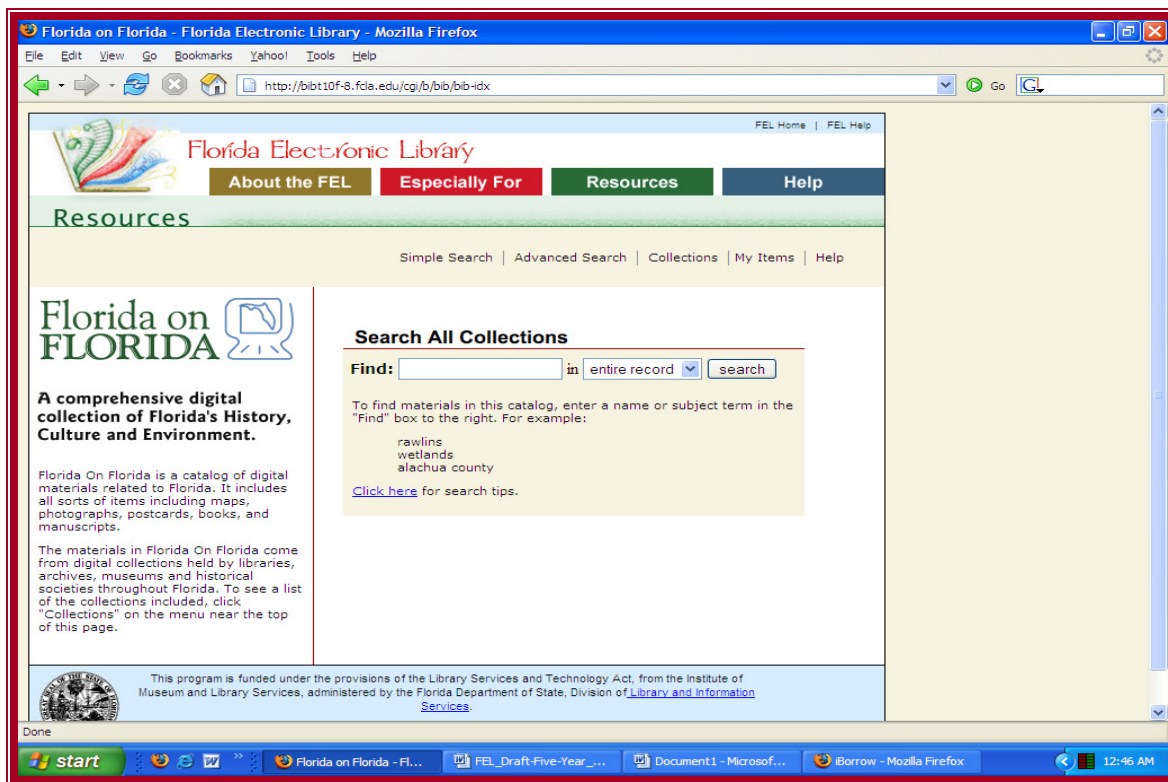 Florida on Florida - Florida Electronic Library - Mozilla Firefox
File Edit View Go Bookmarks Yahoo! Tools Help
http://bibt10f-8.fcla.edu/cgi/b/bib/bib-idx Go G
FEL Home | FEL Help
Florida Electronic Library
About the FEL Especially For Resources Help
Resources
Simple Search | Advanced Search | Collections | My Items | Help
Florida on
FLORIDA
A comprehensive digital
collection of Florida's History,
Culture and Environment.
Florida On Florida is a catalog of digital
materials related to Florida. It includes
all sorts of items including maps,
photographs, postcards, books, and
manuscripts.
The materials in Florida On Florida come
from digital collections held by libraries,
archives, museums and historical
societies throughout Florida. To see a list
of the collections included, click
"Collections" on the menu near the top
of this page.
Search All Collections
Find: in entire record search
To find materials in this catalog, enter a name or subject term in the
"Find" box to the right. For example:
rawlins
wetlands
alachua county
Click here for search tips.
This program is funded under the provisions of the Library Services and Technology Act, from the Institute of
Museum and Library Services, administered by the Florida Department of State, Division of Library and Information
Services.
Done
start Florida on Florida - Fl... FEL_Draft-Five-Year_... Document1 - Microsof... iBorrow - Mozilla Firefox 12:46 AM